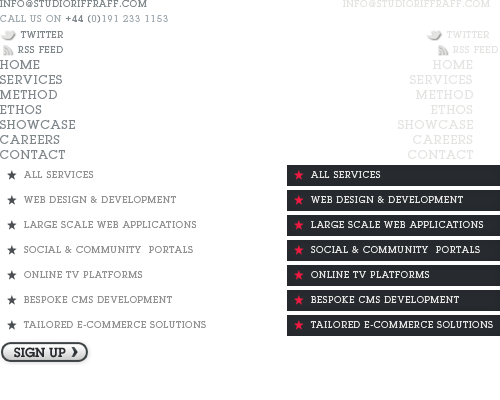 INFO@STUDIORIFFRAFF.COM INFO@STUDIORIFFRAFF.COM
CALL US ON +44 (0)191 233 1153
TWITTER TWITTER
RSS FEED RSS FEED
HOME HOME
SERVICES SERVICES
METHOD METHOD
ETHOS ETHOS
SHOWCASE SHOWCASE
CAREERS CAREERS
CONTACT CONTACT
ALL SERVICES ALL SERVICES
WEB DESIGN & DEVELOPMENT WEB DESIGN & DEVELOPMENT
LARGE SCALE WEB APPLICATIONS LARGE SCALE WEB APPLICATIONS
SOCIAL & COMMUNITY PORTALS SOCIAL & COMMUNITY PORTALS
ONLINE TV PLATFORMS ONLINE TV PLATFORMS
BESPOKE CMS DEVELOPMENT BESPOKE CMS DEVELOPMENT
TAILORED E-COMMERCE SOLUTIONS TAILORED E-COMMERCE SOLUTIONS
SIGN UP